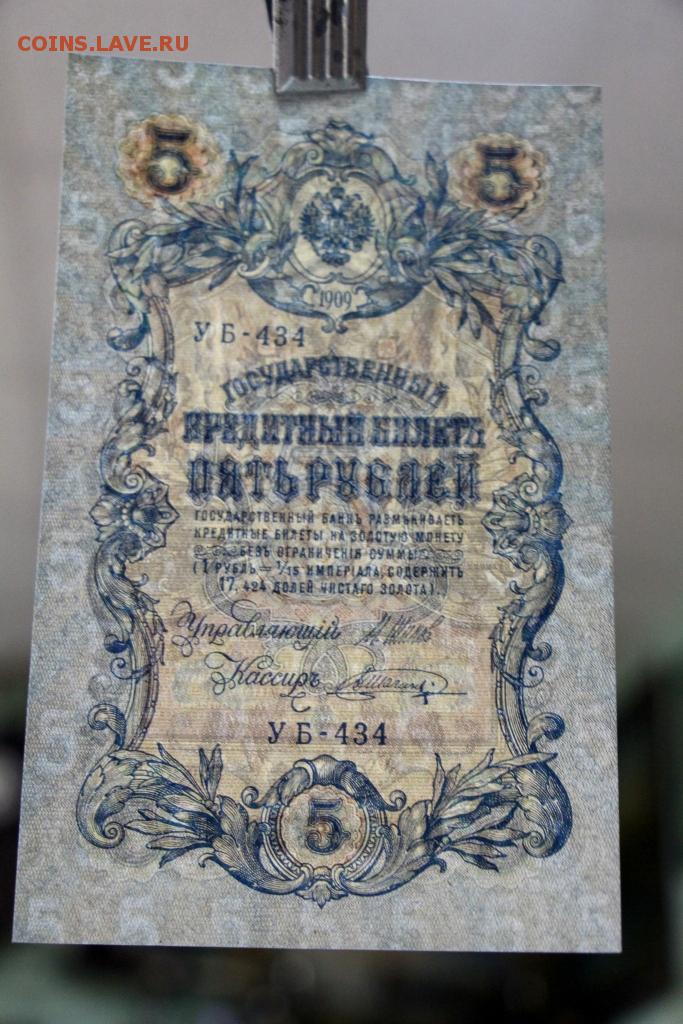 COINS.LAVE.RU
5 5
1909
УБ-434
ГОСУДАРСТВЕННЫЙ
КРЕДИТНЫЙ БИЛЕТЪ
ПЯТЬ РУБЛЕЙ
ГОСУДАРСТВЕННЫЙ БАНКЪ РАЗМѢНИВАЕТЪ
КРЕДИТНЫЕ БИЛЕТЫ НА ЗОЛОТУЮ МОНЕТУ
БЕЗЪ ОГРАНИЧЕНІЯ СУММЫ
(1 РУБЛЬ = 1/15 ИМПЕРІАЛА, СОДЕРЖИТЪ
17,424 ДОЛЕЙ ЧИСТАГО ЗОЛОТА).
Управляющій
Кассиръ
УБ-434
5